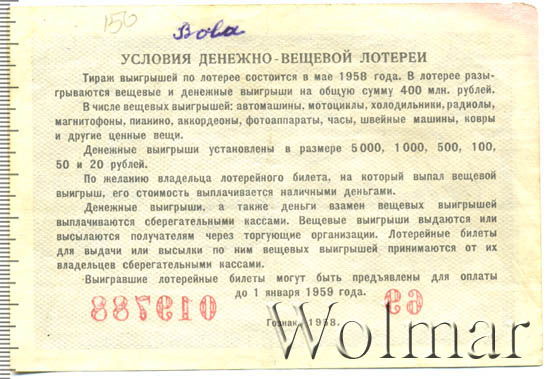 150
Вова
УСЛОВИЯ ДЕНЕЖНО-ВЕЩЕВОЙ ЛОТЕРЕИ
Тираж выигрышей по лотерее состоится в мае 1958 года. В лотерее разы-
грываются вещевые и денежные выигрыши на общую сумму 400 млн. рублей.
В числе вещевых выигрышей: автомашины, мотоциклы, холодильники, радиолы,
магнитофоны, пианино, аккордеоны, фотоаппараты, часы, швейные машины, ковры
и другие ценные вещи.
Денежные выигрыши установлены в размере 5000, 1000, 500, 100,
50 и 20 рублей.
По желанию владельца лотерейного билета, на который выпал вещевой
выигрыш, его стоимость выплачивается наличными деньгами.
Денежные выигрыши, а также деньги взамен вещевых выигрышей
выплачиваются сберегательными кассами. Вещевые выигрыши выдаются или
высылаются получателям через торгующие организации. Лотерейные билеты
для выдачи или высылки по ним вещевых выигрышей принимаются от их
владельцев сберегательными кассами.
Выигравшие лотерейные билеты могут быть предъявлены для оплаты
до 1 января 1959 года.
019788 69
Гознак. 1958.
Wolmar